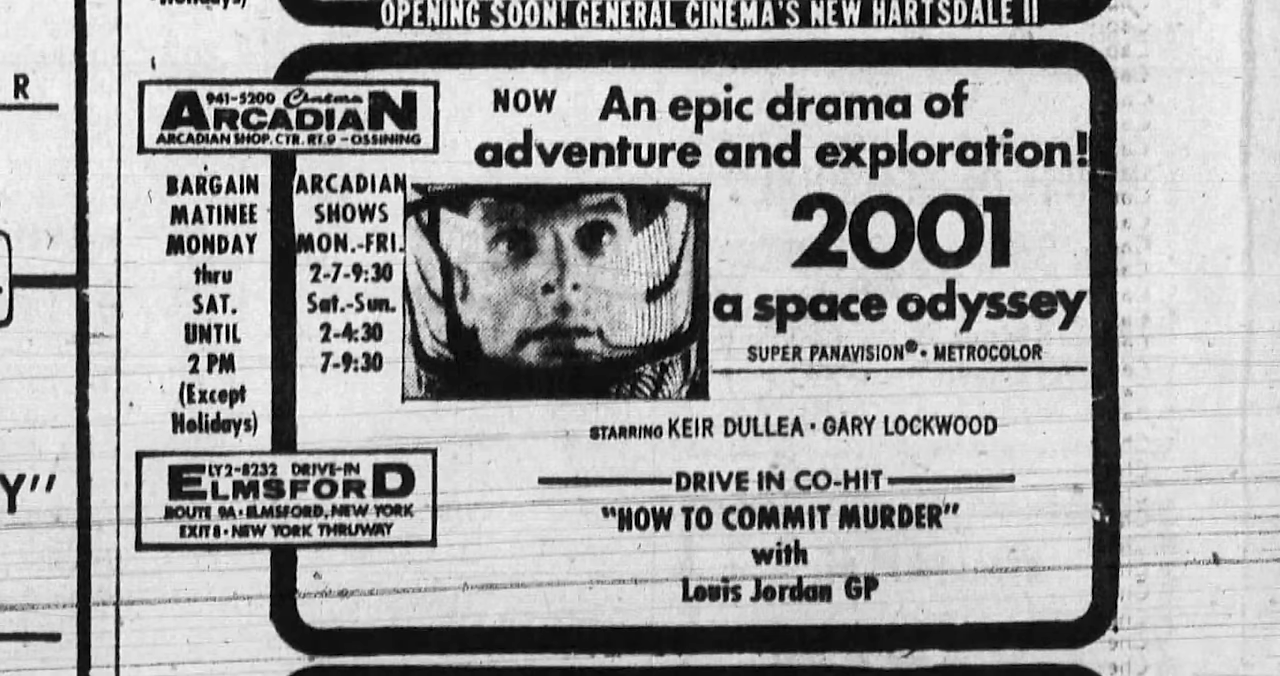 OPENING SOON! GENERAL CINEMA'S NEW HARTSDALE II
R
941-5200 Cinema
ARCADIAN
ARCADIAN SHOP. CTR. RT. 9 - OSSINING
BARGAIN
MATINEE
MONDAY
thru
SAT.
UNTIL
2 PM
(Except
Holidays)
ARCADIAN
SHOWS
MON.-FRI.
2-7-9:30
Sat.-Sun.
2-4:30
7-9:30
NOW An epic drama of
adventure and exploration!
2001
a space odyssey
SUPER PANAVISION® · METROCOLOR
STARRING KEIR DULLEA · GARY LOCKWOOD
LY2-8232 DRIVE-IN
ELMSFORD
ROUTE 9A · ELMSFORD, NEW YORK
EXIT 8 · NEW YORK THRUWAY
DRIVE IN CO-HIT
"HOW TO COMMIT MURDER"
with
Louis Jordan GP
Y"